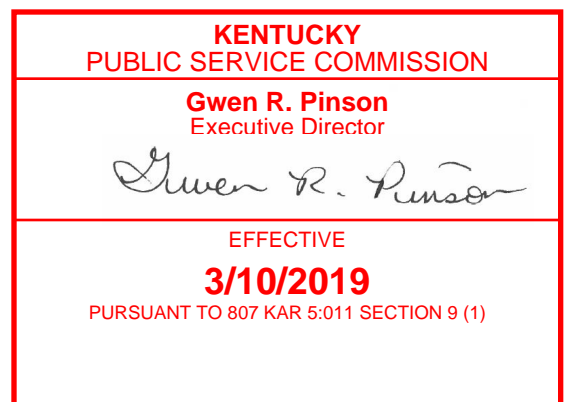 KENTUCKY
PUBLIC SERVICE COMMISSION
Gwen R. Pinson
Executive Director
Gwen R. Pinson
EFFECTIVE
3/10/2019
PURSUANT TO 807 KAR 5:011 SECTION 9 (1)